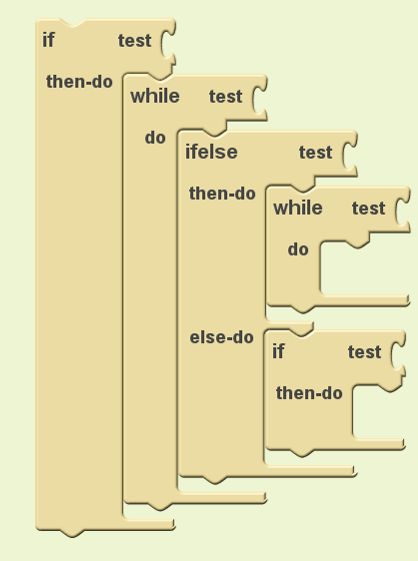 if test
then-do
while test
do
ifelse test
then-do
while test
do
else-do
if test
then-do